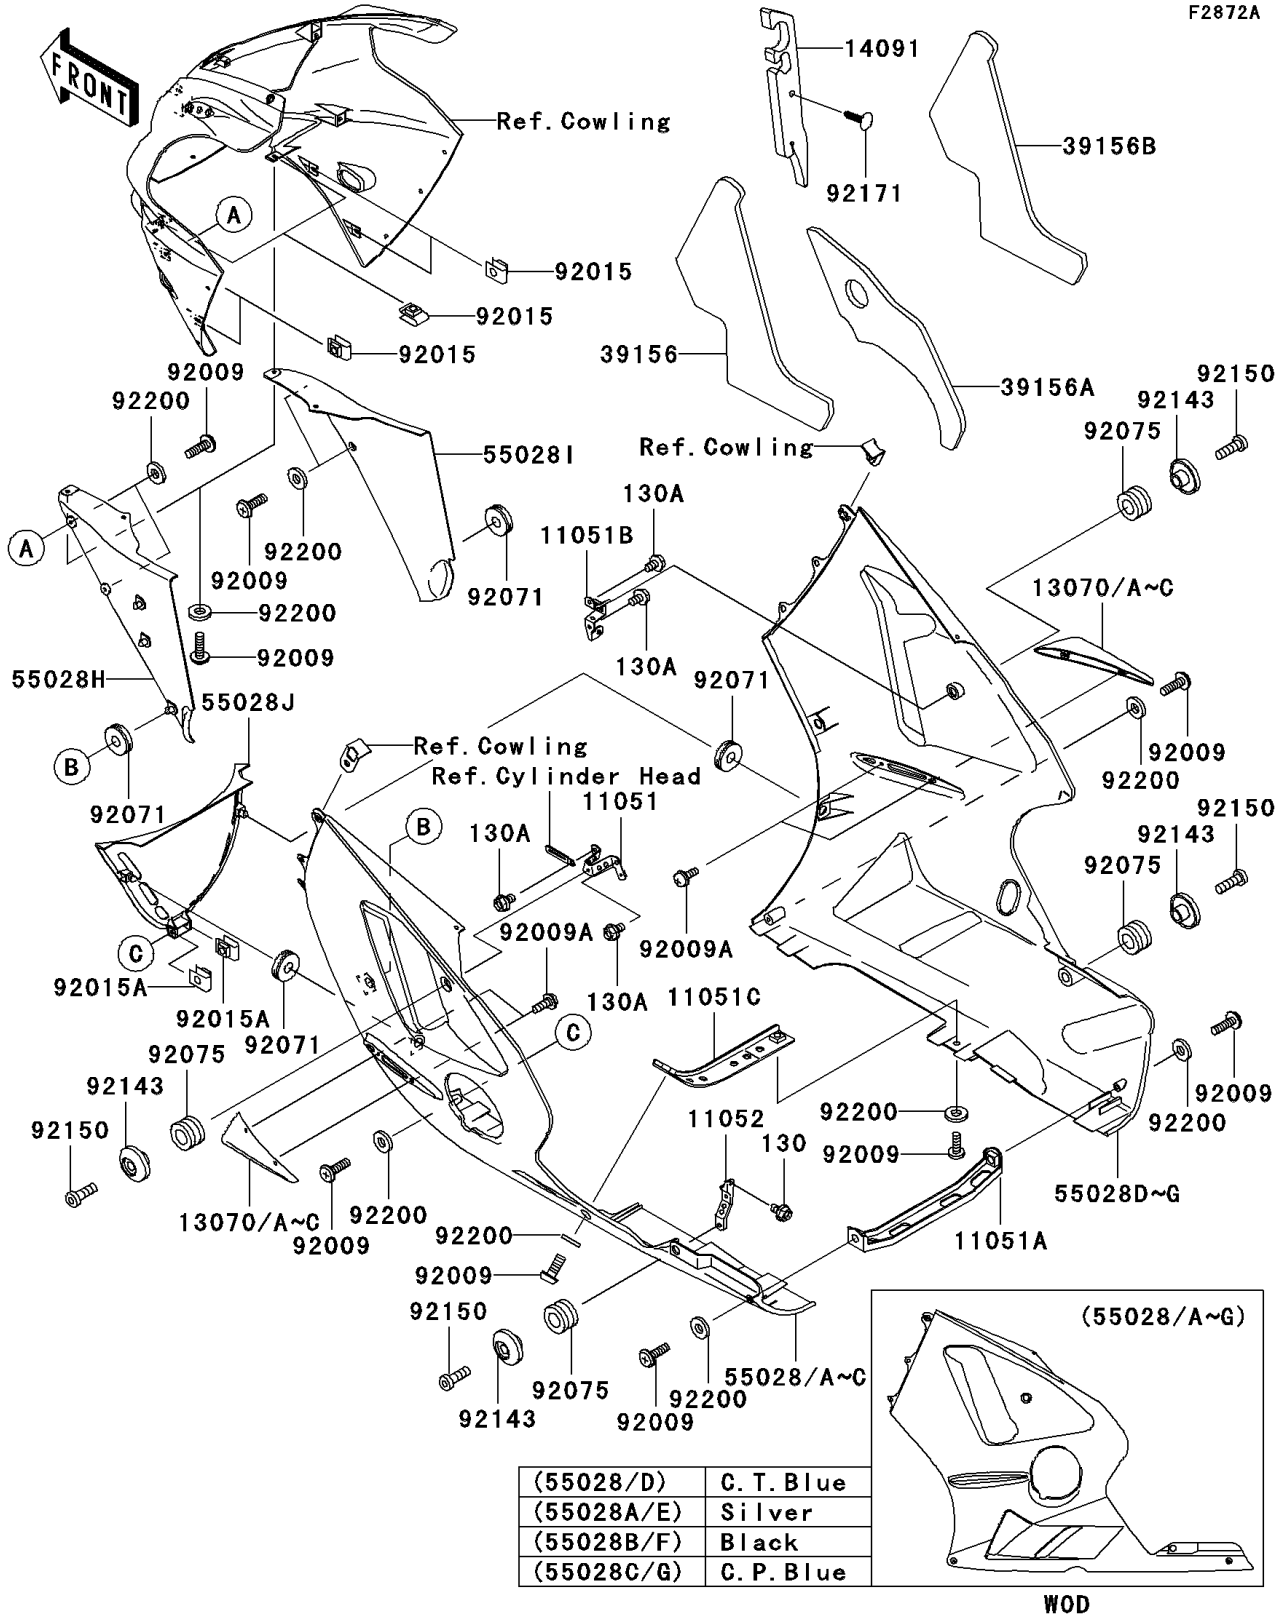 F2872A
FRONT
14091
Ref.Cowling
39156B
92171
A
92015
92015
92015
39156
39156A
92009
92200
92150
92143
92075
55028I
Ref.Cowling
130A
11051B
A
92200
92009
92071
13070/A~C
92200
92009
130A
55028H
55028J
92071
B
92071
Ref.Cowling
Ref.Cylinder Head
11051
92009
92200
B
130A
92150
92143
92075
C
92009A
92009A
92015A
92015A
92071
130A
11051C
C
92075
92143
92150
92200
92009
11052
130
92009
92200
13070/A~C
92200
92009
92200
92009
55028D~G
11051A
92150
92143
92075
92009
92200
55028/A~C
(55028/A~G)
(55028/D) C.T.Blue
(55028A/E) Silver
(55028B/F) Black
(55028C/G) C.P.Blue
WOD